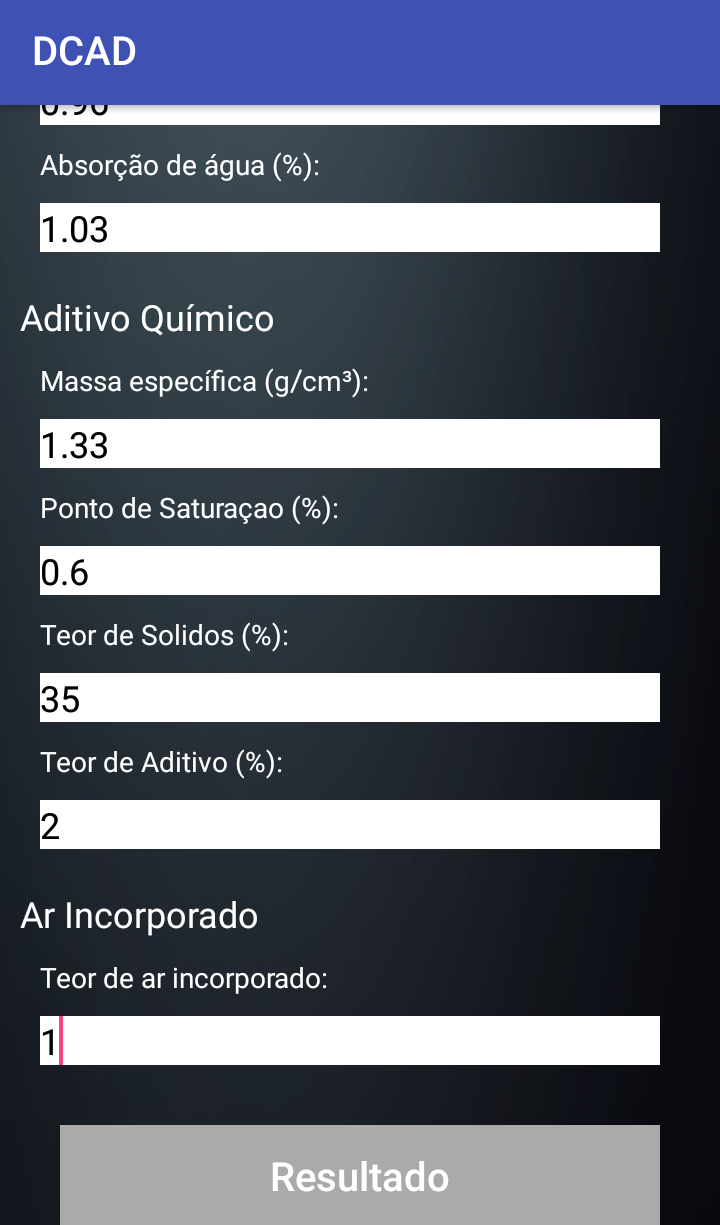 DCAD
Absorção de água (%):
1.03
Aditivo Químico
Massa específica (g/cm³):
1.33
Ponto de Saturaçao (%):
0.6
Teor de Solidos (%):
35
Teor de Aditivo (%):
2
Ar Incorporado
Teor de ar incorporado:
1
Resultado